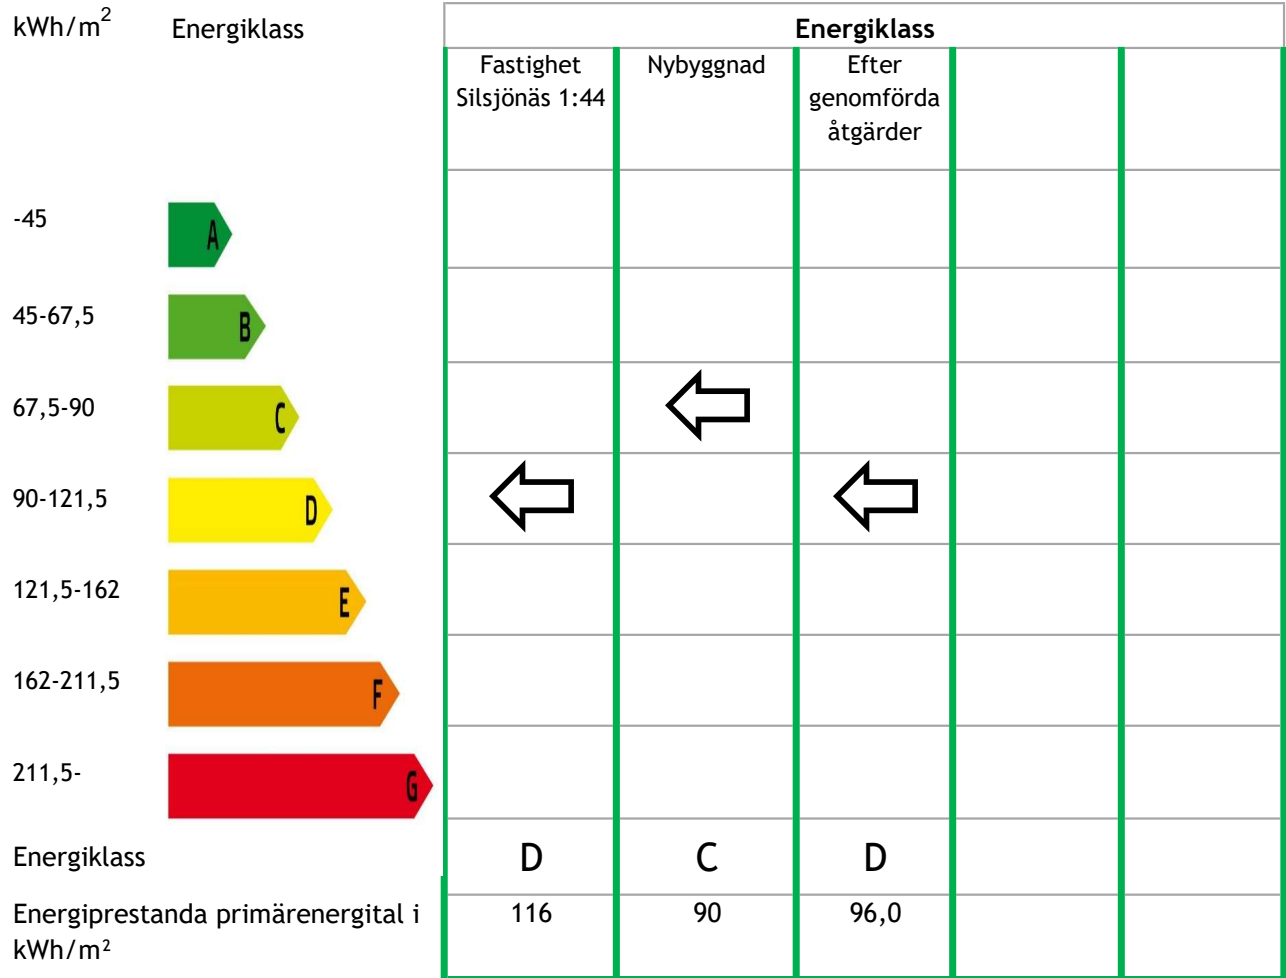 kWh/m² Energiklass Energiklass
Fastighet Nybyggnad Efter
Silsjönäs 1:44 genomförda
åtgärder
-45 A
45-67,5 B
67,5-90 C
90-121,5 D
121,5-162 E
162-211,5 F
211,5- G
Energiklass D C D
Energiprestanda primärenergital i 116 90 96,0
kWh/m²